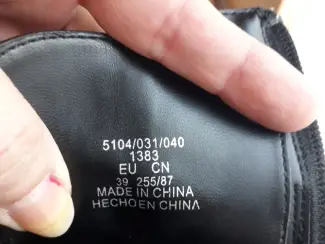 5104/031/040
1383
EU CN
39 255/87
MADE IN CHINA
HECHO EN CHINA